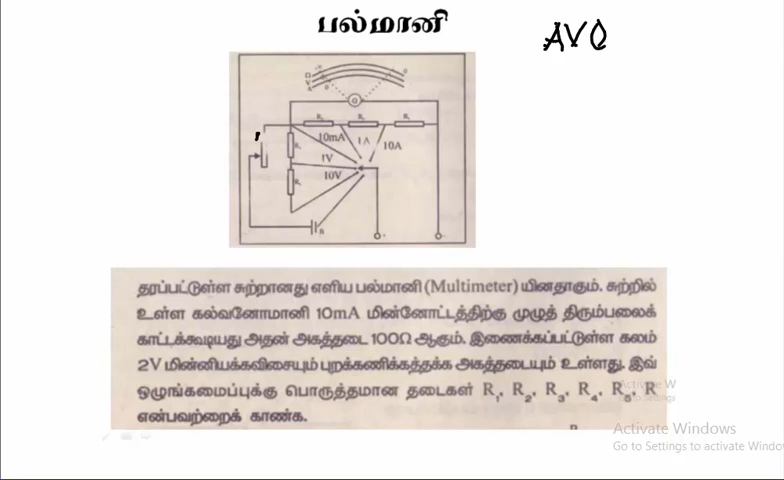 பல்மானி
AVO
Ω
V
A
G
10mA
1A
10A
1V
10V
B
+
-
தரப்பட்டுள்ள சுற்றானது எளிய பல்மானி (Multimeter) யினதாகும். சுற்றில்
உள்ள கல்வனோமானி 10mA மின்னோட்டத்திற்கு முழுத் திரும்பலைக்
காட்டக்கூடியது அதன் அகத்தடை 100Ω ஆகும். இணைக்கப்பட்டுள்ள கலம்
2V மின்னியக்கவிசையும் புறக்கணிக்கத்தக்க அகத்தடையும் உள்ளது. இவ்
ஒழுங்கமைப்புக்கு பொருத்தமான தடைகள் R₁, R₂, R₃, R₄, R₅, R
என்பவற்றைக் காண்க.
Activate W
Activate Windows
Go to Settings to activate Windo